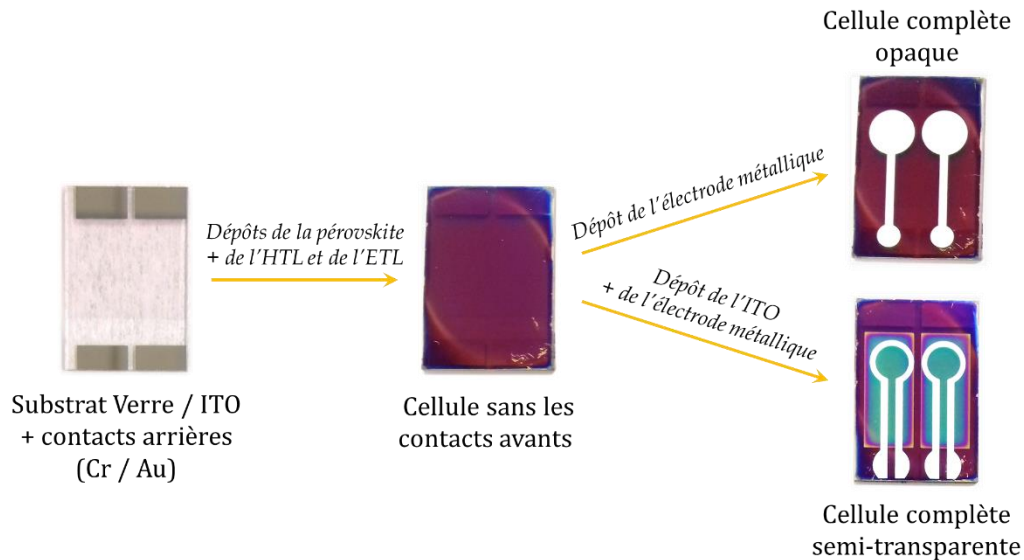 Cellule complète
opaque
Dépôt de l'électrode métallique
Dépôts de la pérovskite
+ de l'HTL et de l'ETL
Dépôt de l'ITO
+ de l'électrode métallique
Substrat Verre / ITO
+ contacts arrières
(Cr / Au)
Cellule sans les
contacts avants
Cellule complète
semi-transparente